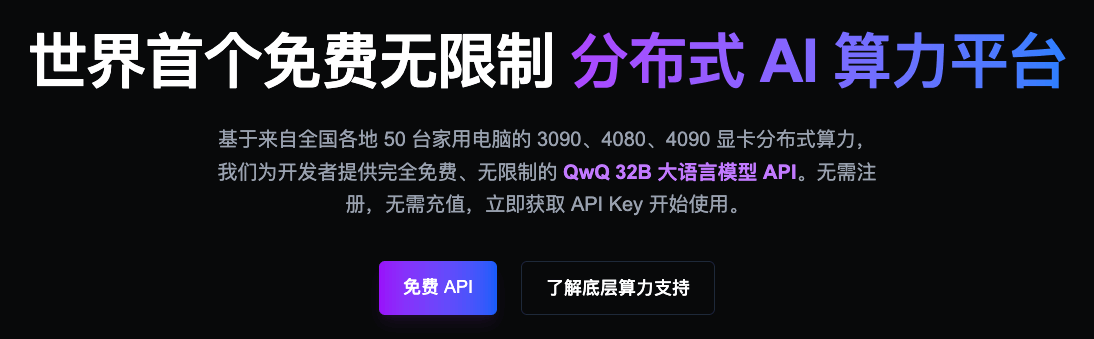 世界首个免费无限制 分布式 AI 算力平台
基于来自全国各地 50 台家用电脑的 3090、4080、4090 显卡分布式算力，
我们为开发者提供完全免费、无限制的 QwQ 32B 大语言模型 API。无需注
册，无需充值，立即获取 API Key 开始使用。
免费 API
了解底层算力支持